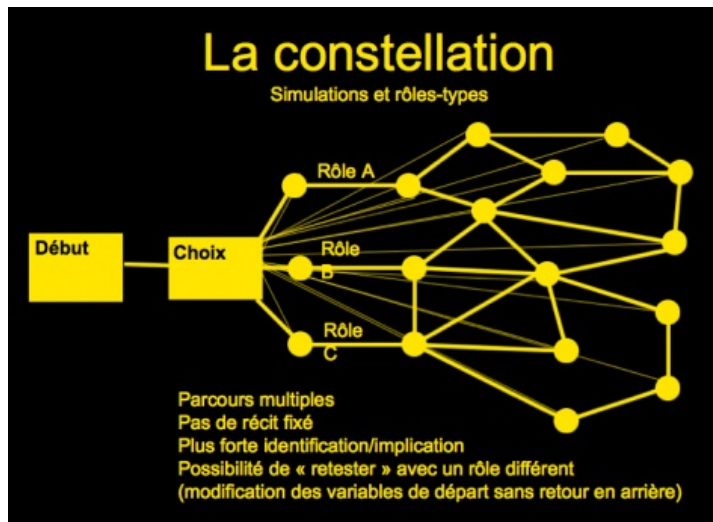 La constellation
Simulations et rôles-types
Rôle A
Début
Choix
Rôle
B
Rôle
C
Parcours multiples
Pas de récit fixé
Plus forte identification/implication
Possibilité de « retester » avec un rôle différent
(modification des variables de départ sans retour en arrière)